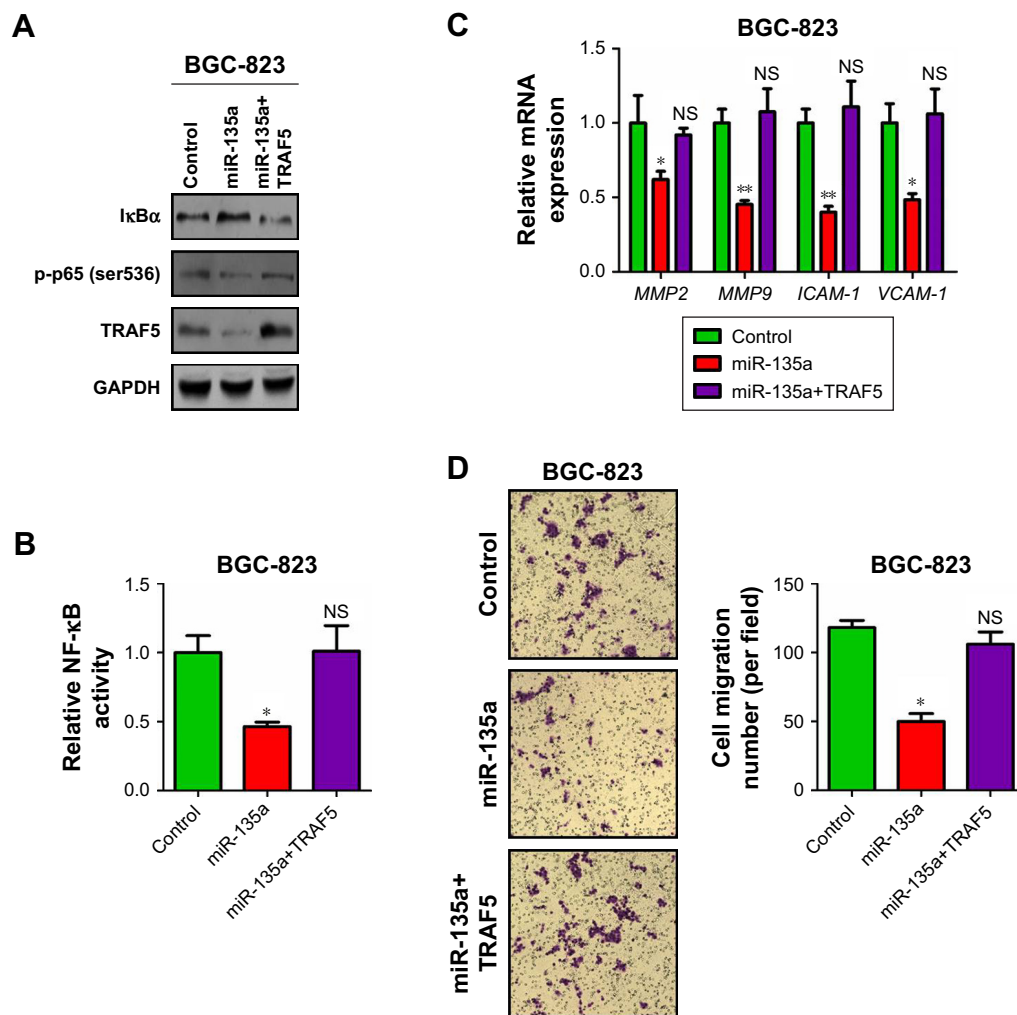 A
BGC-823
Control
miR-135a
miR-135a+
TRAF5
IκBα
p-p65 (ser536)
TRAF5
GAPDH
C
BGC-823
Relative mRNA
expression
1.5
1.0
0.5
0.0
*
NS
**
NS
**
NS
*
NS
MMP2
MMP9
ICAM-1
VCAM-1
Control
miR-135a
miR-135a+TRAF5
B
BGC-823
Relative NF-κB
activity
1.5
1.0
0.5
0.0
*
NS
Control
miR-135a
miR-135a+TRAF5
D
BGC-823
Control
miR-135a
miR-135a+
TRAF5
BGC-823
Cell migration
number (per field)
150
100
50
0
*
NS
Control
miR-135a
miR-135a+TRAF5